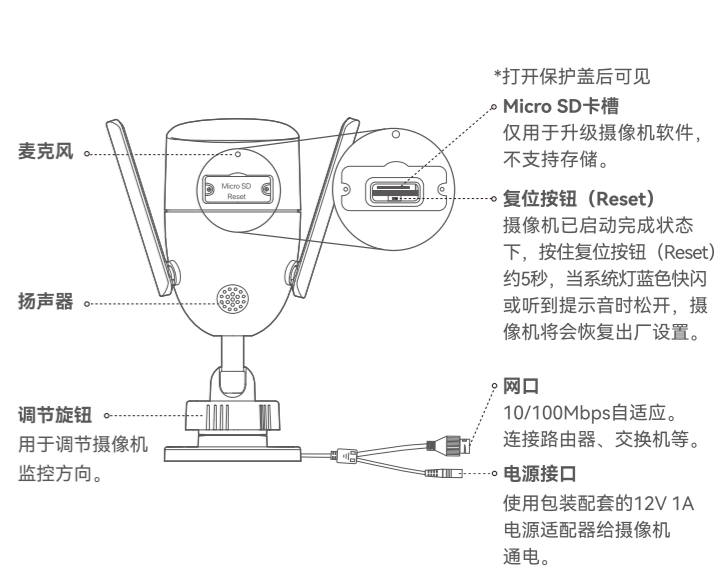 *打开保护盖后可见
Micro SD卡槽
仅用于升级摄像机软件，
不支持存储。
麦克风
Micro SD
Reset
复位按钮（Reset）
摄像机已启动完成状态
下，按住复位按钮（Reset）
约5秒，当系统灯蓝色快闪
或听到提示音时松开，摄
像机将会恢复出厂设置。
扬声器
调节旋钮
用于调节摄像机
监控方向。
网口
10/100Mbps自适应。
连接路由器、交换机等。
电源接口
使用包装配套的12V 1A
电源适配器给摄像机
通电。